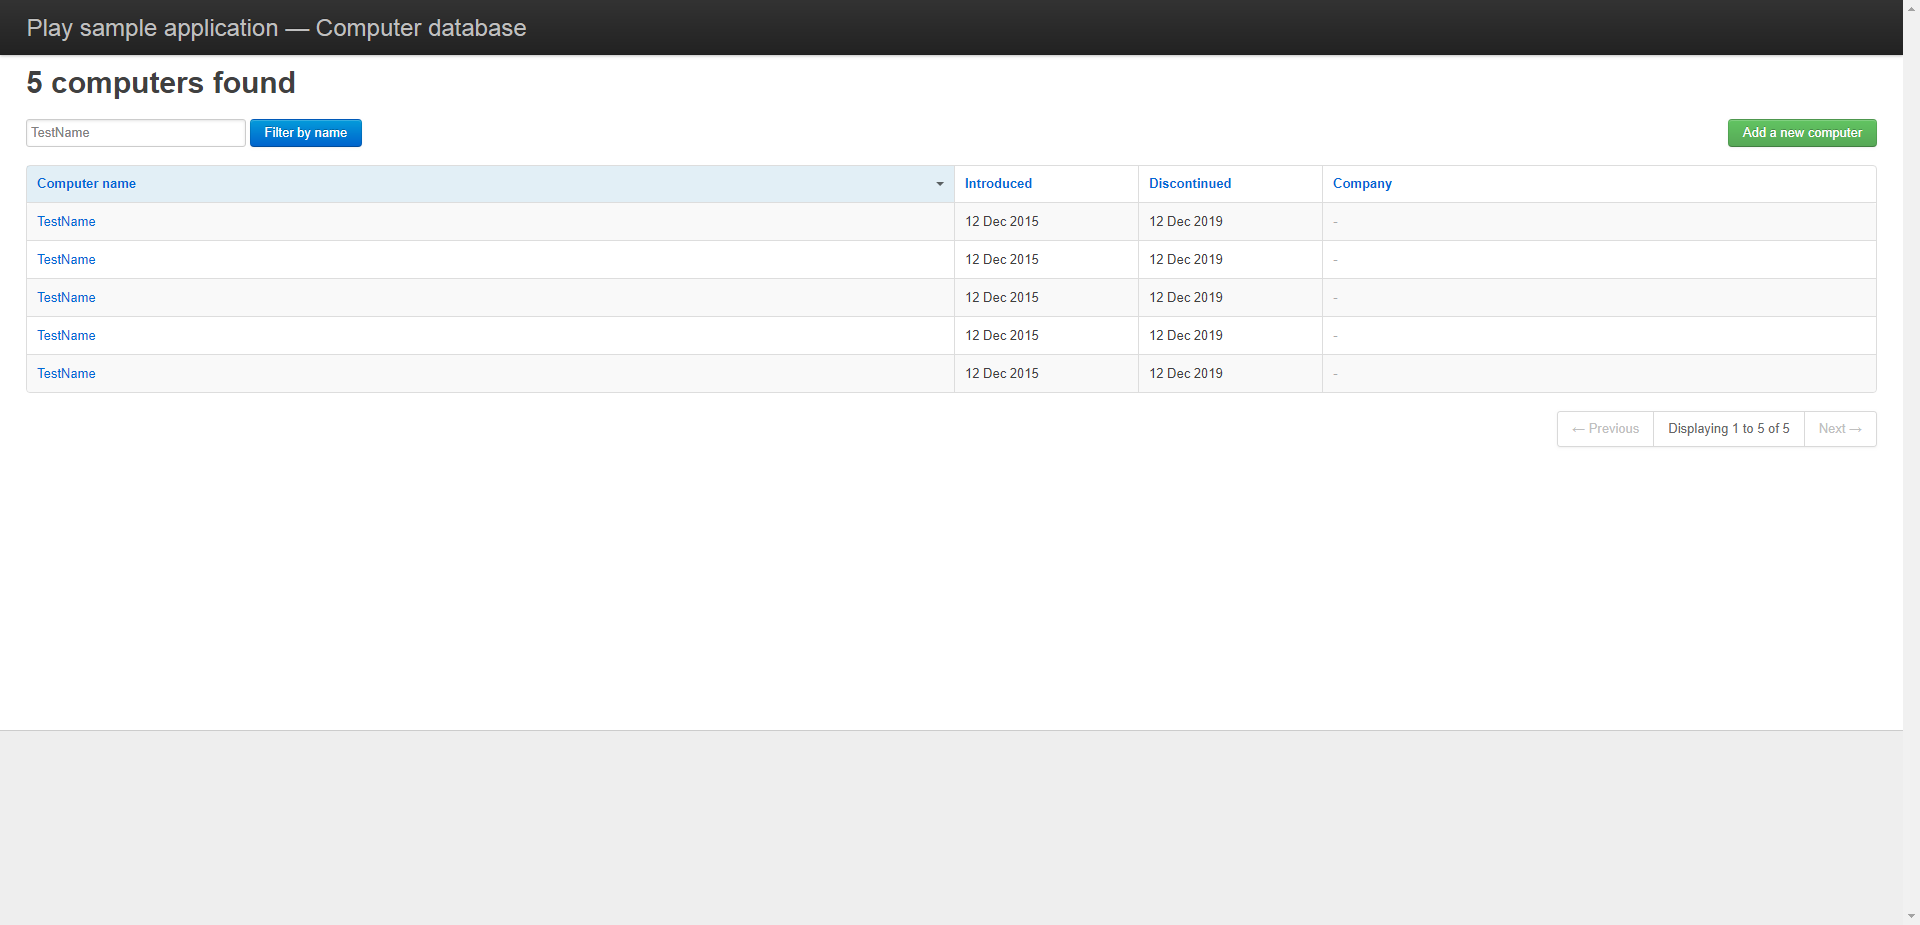 Play sample application — Computer database
5 computers found
TestName Filter by name Add a new computer
Computer name Introduced Discontinued Company
TestName 12 Dec 2015 12 Dec 2019 -
TestName 12 Dec 2015 12 Dec 2019 -
TestName 12 Dec 2015 12 Dec 2019 -
TestName 12 Dec 2015 12 Dec 2019 -
TestName 12 Dec 2015 12 Dec 2019 -
← Previous Displaying 1 to 5 of 5 Next →